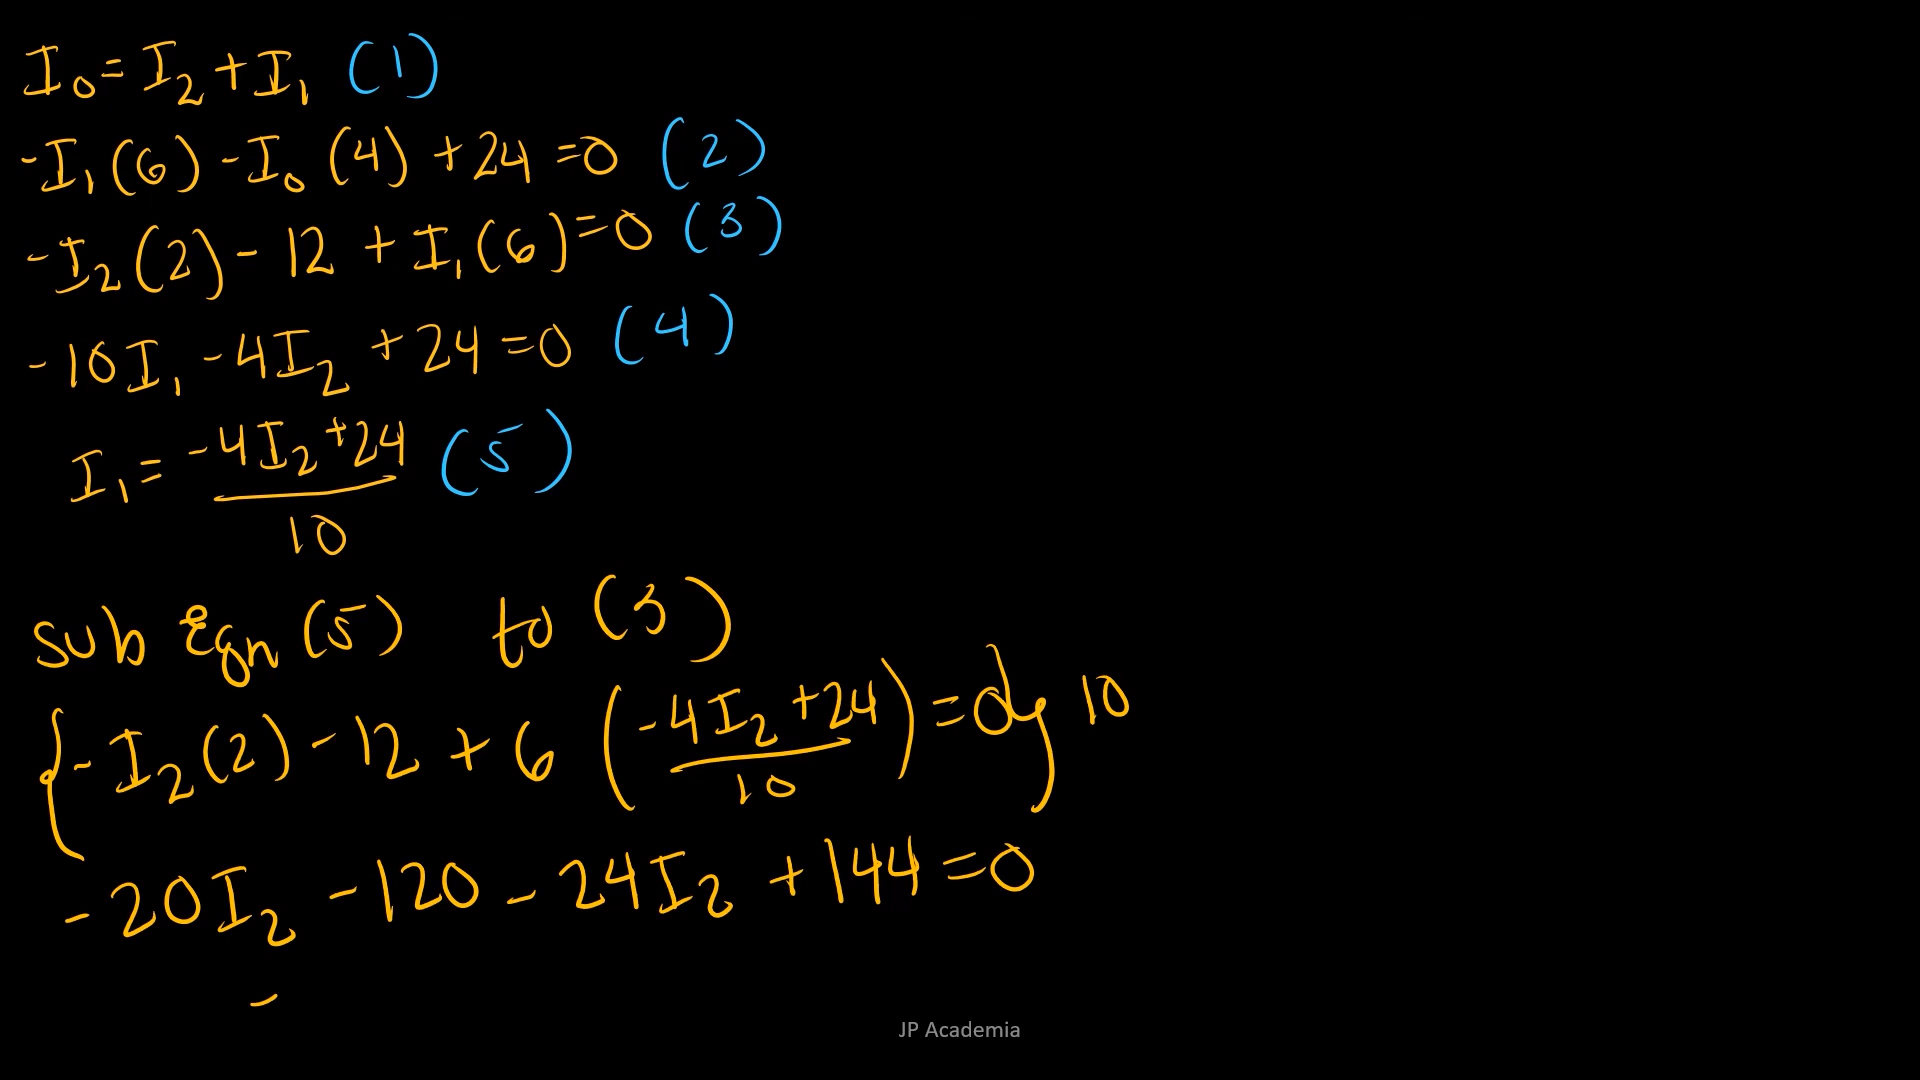 I₀ = I₂ + I₁ (1)
-I₁(6) - I₀(4) + 24 = 0 (2)
-I₂(2) - 12 + I₁(6) = 0 (3)
-10I₁ - 4I₂ + 24 = 0 (4)
I₁ = -4I₂ + 24 (5)
10
Sub Eqn (5) to (3)
{-I₂(2) - 12 + 6 (-4I₂ + 24 / 10) = 0} 10
-20I₂ - 120 - 24I₂ + 144 = 0
-
JP Academia